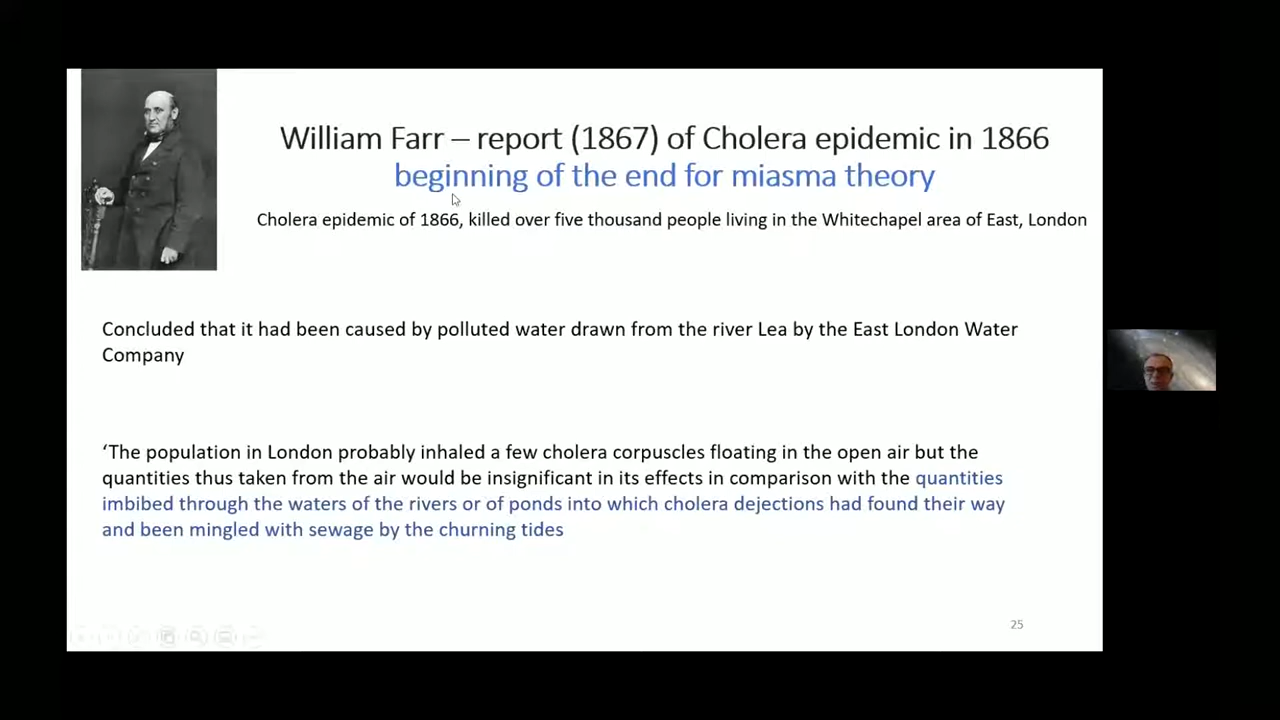 William Farr – report (1867) of Cholera epidemic in 1866
beginning of the end for miasma theory
Cholera epidemic of 1866, killed over five thousand people living in the Whitechapel area of East, London
Concluded that it had been caused by polluted water drawn from the river Lea by the East London Water
Company
‘The population in London probably inhaled a few cholera corpuscles floating in the open air but the
quantities thus taken from the air would be insignificant in its effects in comparison with the quantities
imbibed through the waters of the rivers or of ponds into which cholera dejections had found their way
and been mingled with sewage by the churning tides
25